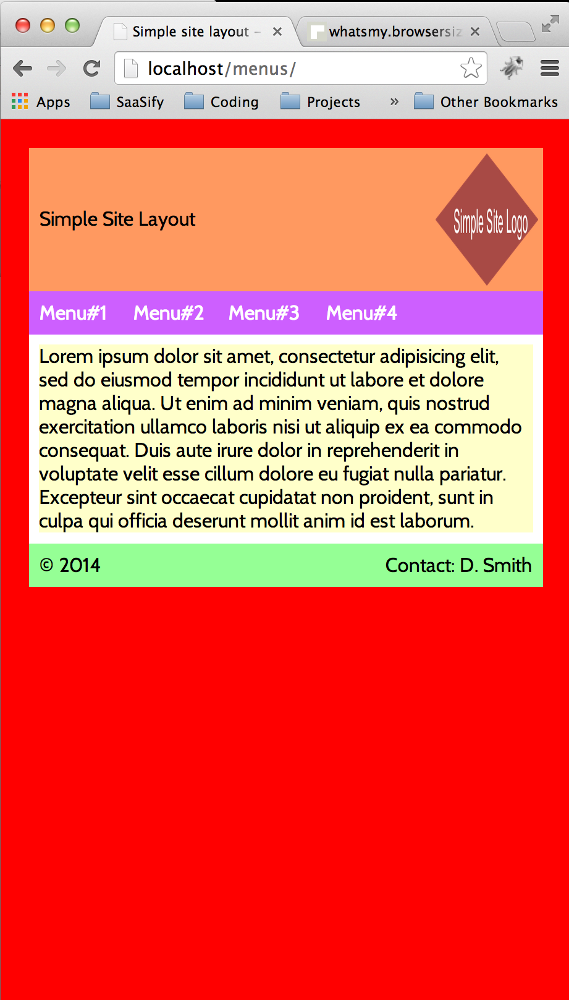 Simple site layout –
whatsmy.browsersiz
localhost/menus/
Apps SaaSify Coding Projects » Other Bookmarks
Simple Site Layout
Simple Site Logo
Menu#1 Menu#2 Menu#3 Menu#4
Lorem ipsum dolor sit amet, consectetur adipisicing elit,
sed do eiusmod tempor incididunt ut labore et dolore
magna aliqua. Ut enim ad minim veniam, quis nostrud
exercitation ullamco laboris nisi ut aliquip ex ea commodo
consequat. Duis aute irure dolor in reprehenderit in
voluptate velit esse cillum dolore eu fugiat nulla pariatur.
Excepteur sint occaecat cupidatat non proident, sunt in
culpa qui officia deserunt mollit anim id est laborum.
© 2014 Contact: D. Smith